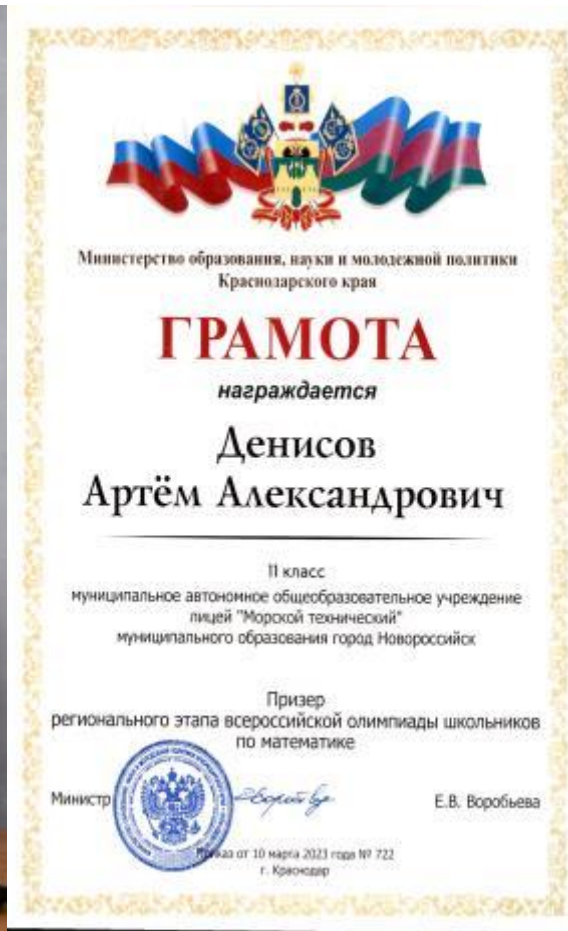 Министерство образования, науки и молодежной политики
Краснодарского края
ГРАМОТА
награждается
Денисов
Артём Александрович
11 класс
муниципальное автономное общеобразовательное учреждение
лицей "Морской технический"
муниципального образования город Новороссийск
Призер
регионального этапа всероссийской олимпиады школьников
по математике
Министр
Е.В. Воробьева
Приказ от 10 марта 2023 года № 722
г. Краснодар